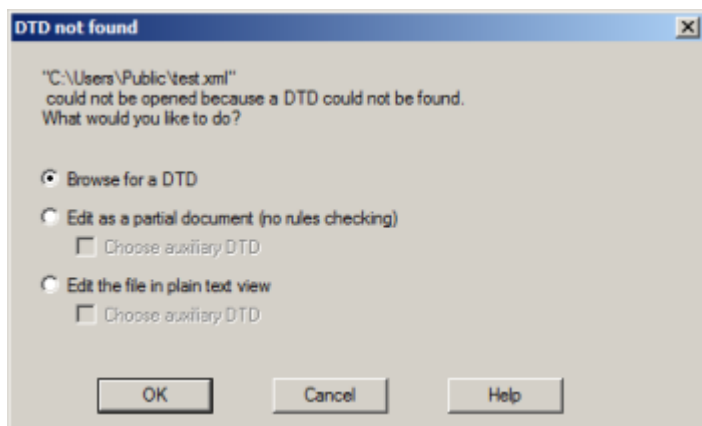 DTD not found
"C:\Users\Public\test.xml"
could not be opened because a DTD could not be found.
What would you like to do?
Browse for a DTD
Edit as a partial document (no rules checking)
Choose auxiliary DTD
Edit the file in plain text view
Choose auxiliary DTD
OK Cancel Help